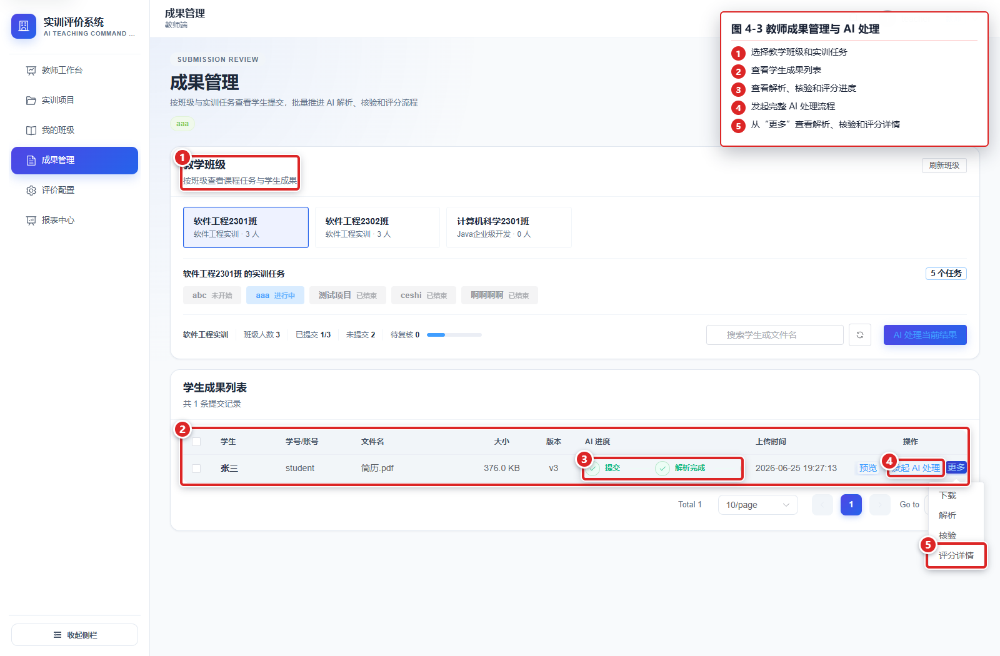 实训评价系统
AI TEACHING COMMAND ...
教师工作台
实训项目
我的班级
成果管理
评价配置
报表中心
收起侧栏
成果管理
教师端
SUBMISSION REVIEW
成果管理
按班级与实训任务查看学生提交，批量推进 AI 解析、核验和评分流程
aaa
图 4-3 教师成果管理与 AI 处理
1 选择教学班级和实训任务
2 查看学生成果列表
3 查看解析、核验和评分进度
4 发起完整 AI 处理流程
5 从“更多”查看解析、核验和评分详情
1
教学班级
按班级查看课程任务与学生成果
刷新班级
软件工程2301班
软件工程实训 · 3 人
软件工程2302班
软件工程实训 · 3 人
计算机科学2301班
Java企业级开发 · 0 人
软件工程2301班 的实训任务
5 个任务
abc 未开始
aaa 进行中
测试项目 已结束
ceshi 已结束
啊啊啊啊 已结束
软件工程实训
班级人数 3
已提交 1/3
未提交 2
待复核 0
搜索学生或文件名
AI 处理当前结果
学生成果列表
共 1 条提交记录
2
学生 学号/账号 文件名 大小 版本 AI 进度 上传时间 操作
张三 student 简历.pdf 376.0 KB v3 3 提交 解析完成 2026-06-25 19:27:13 预览 4 发起 AI 处理 更多
Total 1 10/page 1 Go to
下载
解析
核验
5 评分详情